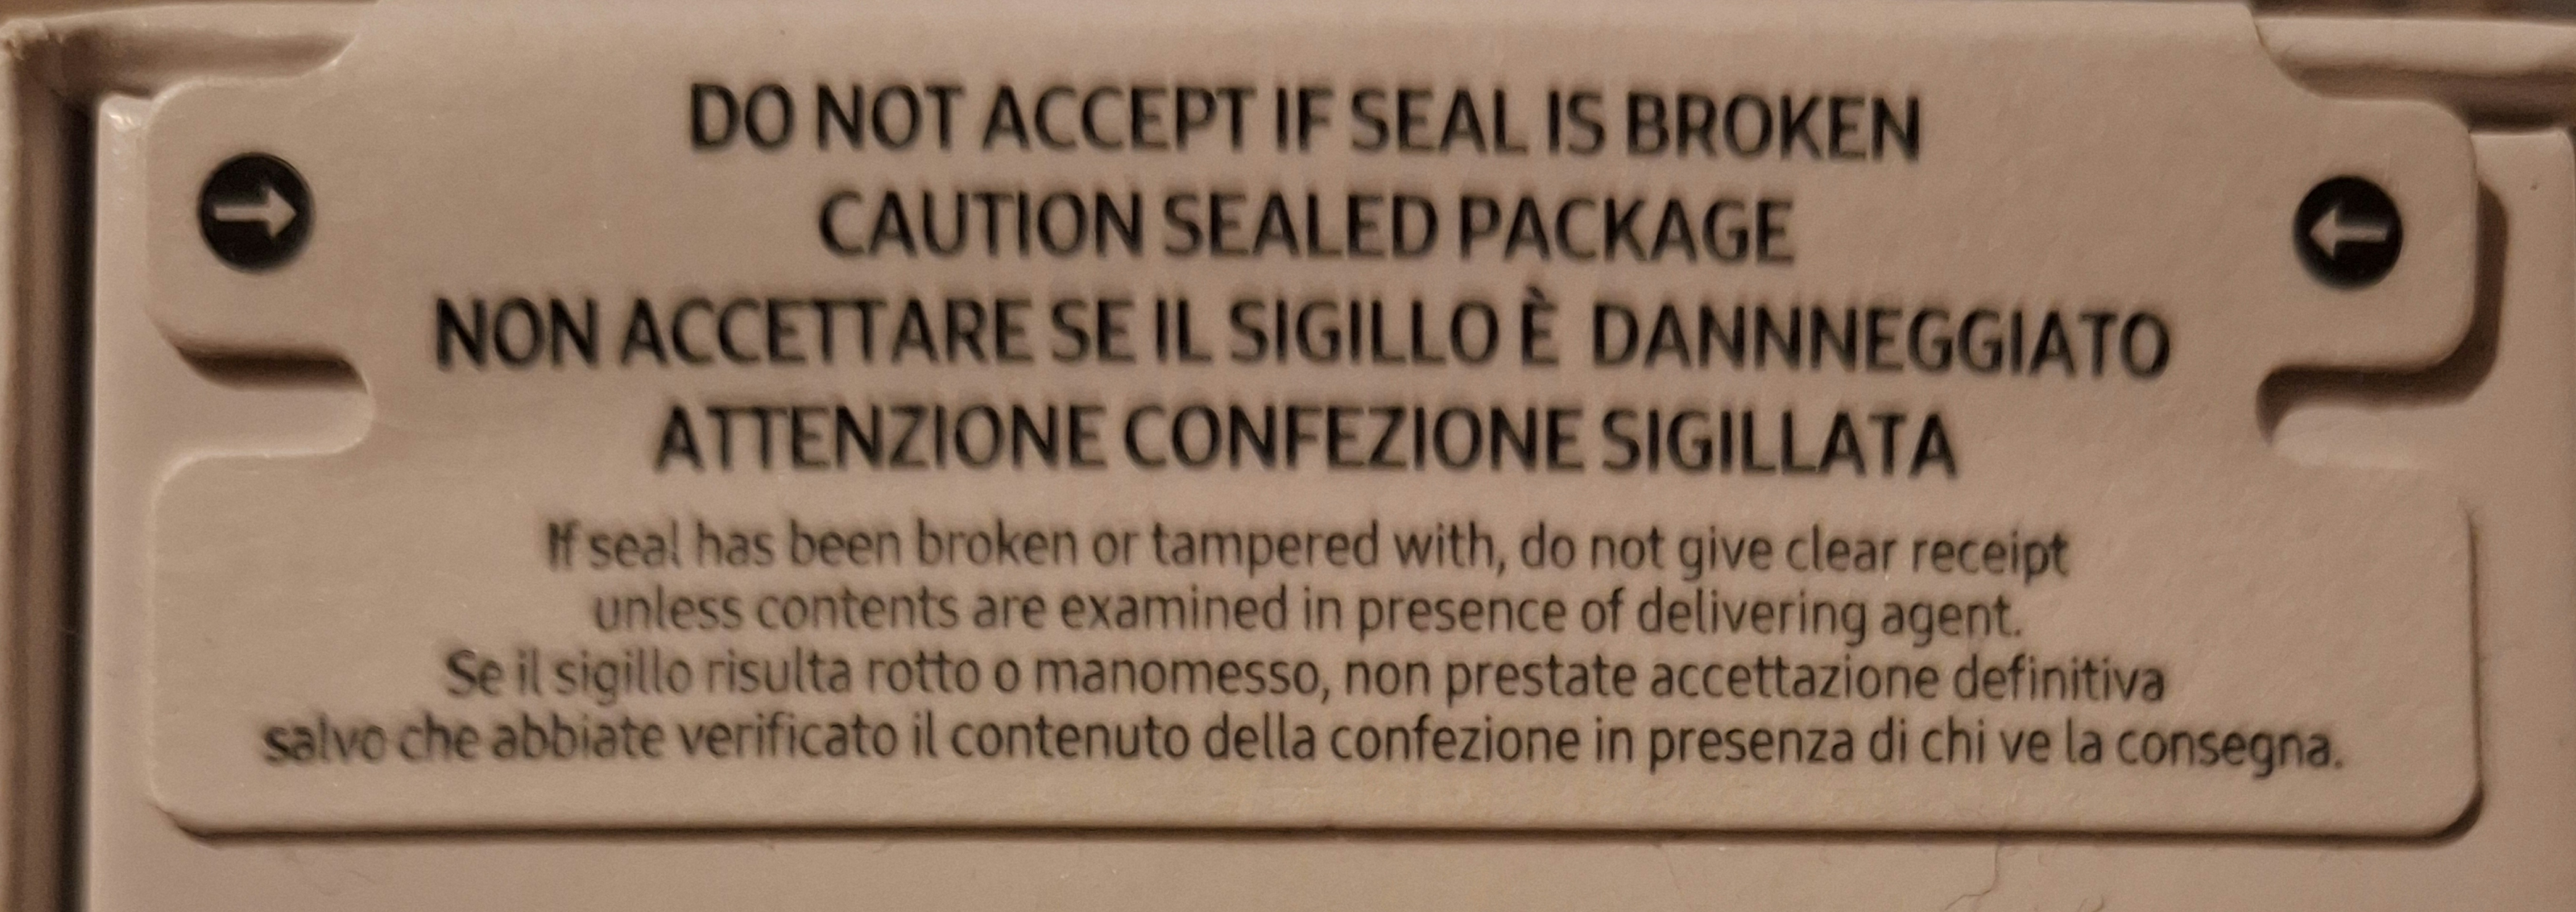 DO NOT ACCEPT IF SEAL IS BROKEN
CAUTION SEALED PACKAGE
NON ACCETTARE SE IL SIGILLO È DANNNEGGIATO
ATTENZIONE CONFEZIONE SIGILLATA
If seal has been broken or tampered with, do not give clear receipt
unless contents are examined in presence of delivering agent.
Se il sigillo risulta rotto o manomesso, non prestate accettazione definitiva
salvo che abbiate verificato il contenuto della confezione in presenza di chi ve la consegna.